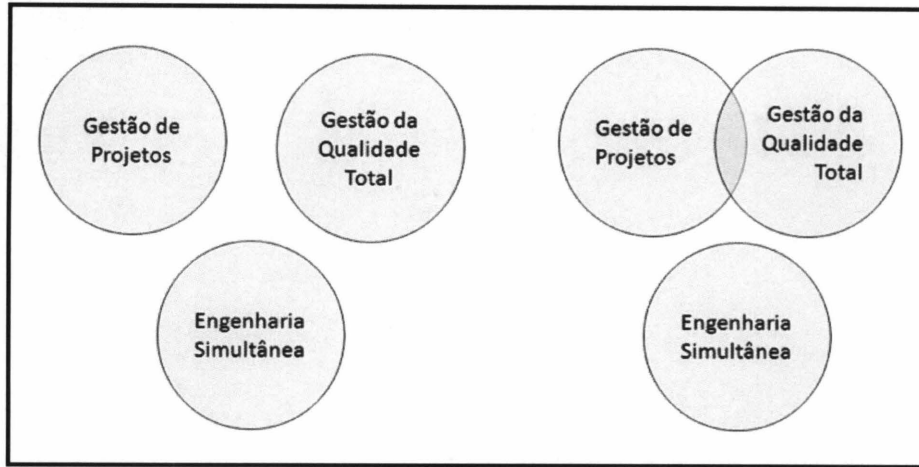 Gestão de
Projetos
Gestão da
Qualidade
Total
Engenharia
Simultânea
Gestão de
Projetos
Gestão da
Qualidade
Total
Engenharia
Simultânea